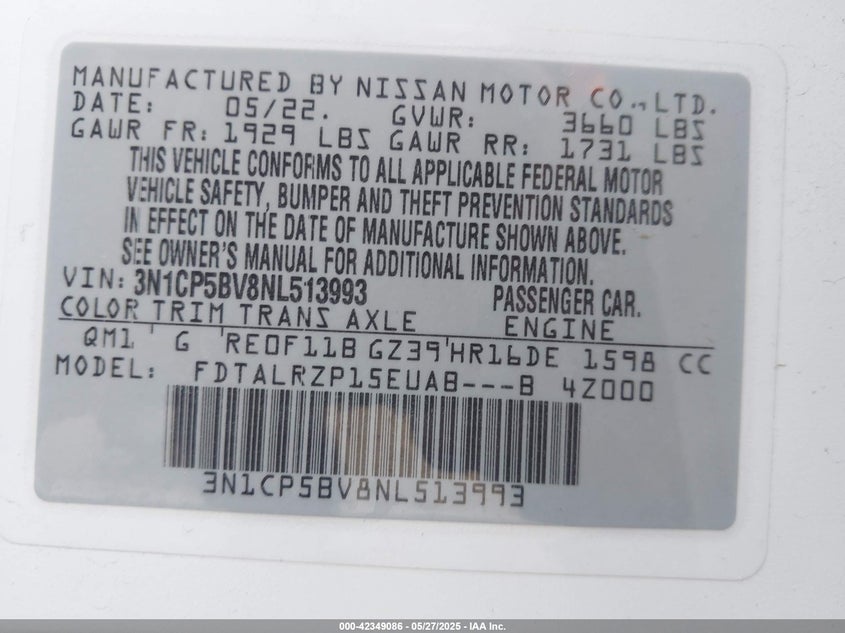 MANUFACTURED BY NISSAN MOTOR CO., LTD.
DATE: 05/22. GVWR: 3660 LBS
GAWR FR: 1929 LBS GAWR RR: 1731 LBS
THIS VEHICLE CONFORMS TO ALL APPLICABLE FEDERAL MOTOR
VEHICLE SAFETY, BUMPER AND THEFT PREVENTION STANDARDS
IN EFFECT ON THE DATE OF MANUFACTURE SHOWN ABOVE.
SEE OWNER'S MANUAL FOR ADDITIONAL INFORMATION.
VIN: 3N1CP5BV8NL513993 PASSENGER CAR.
COLOR TRIM TRANS AXLE ENGINE
QM1 G RE0F11B GZ39 HR16DE 1598 CC
MODEL: FDTALRZP15EUAB---B 4Z000
3N1CP5BV8NL513993
000-42349086 - 05/27/2025 - IAA Inc.